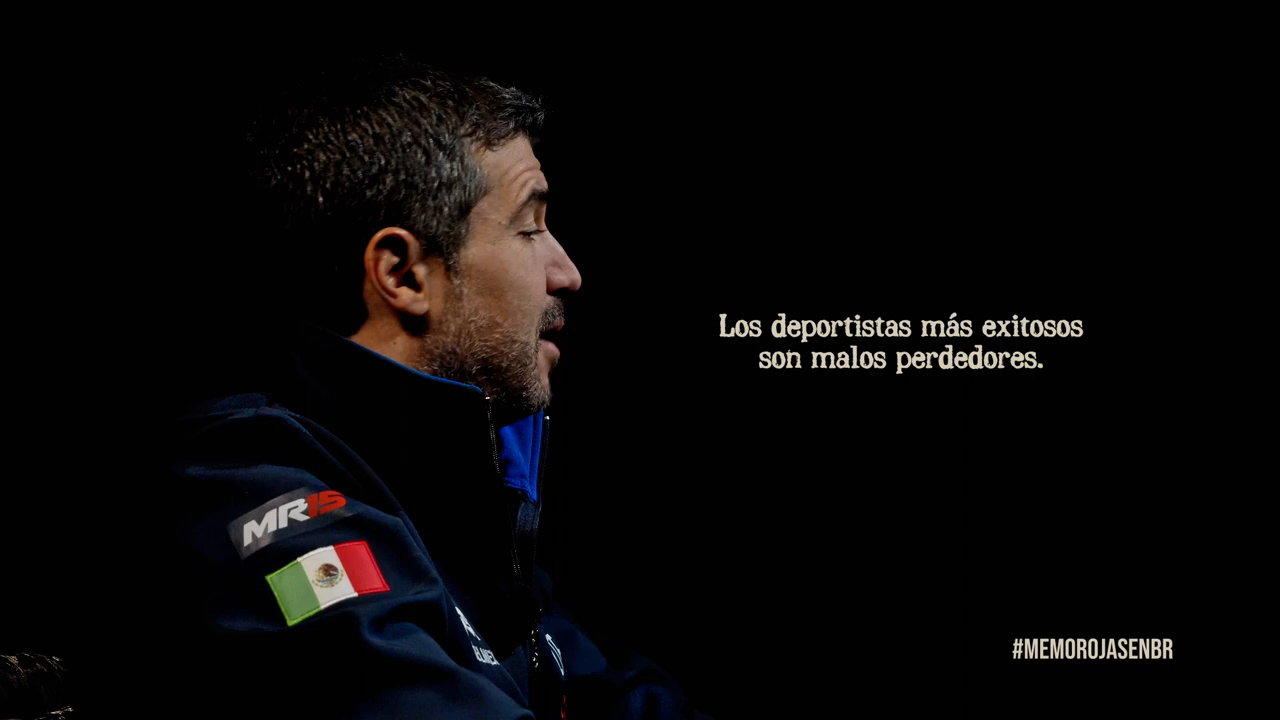 Los deportistas más exitosos
son malos perdedores.
MR15
#MEMOROJASENBR